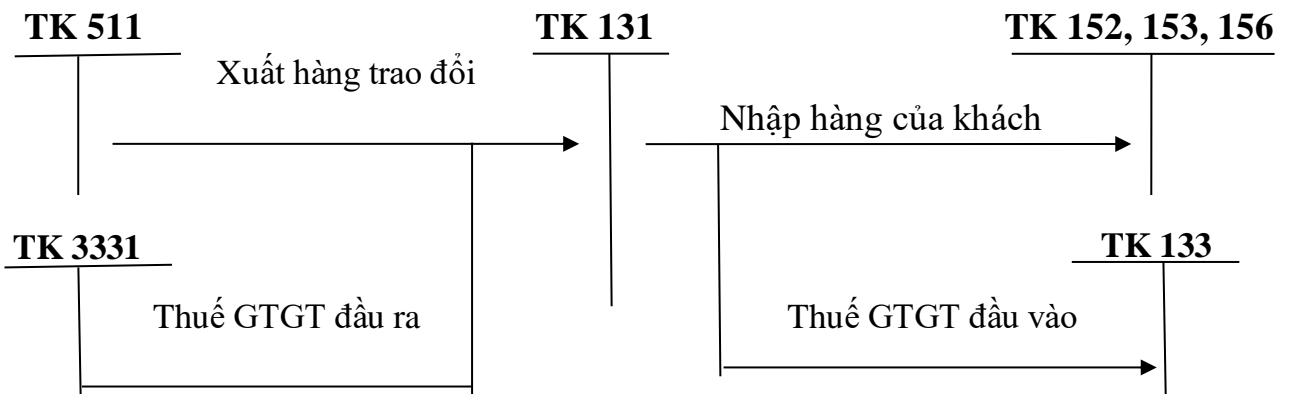 TK 511
TK 131
TK 152, 153, 156
Xuất hàng trao đổi
Nhập hàng của khách
TK 3331
TK 133
Thuế GTGT đầu ra
Thuế GTGT đầu vào